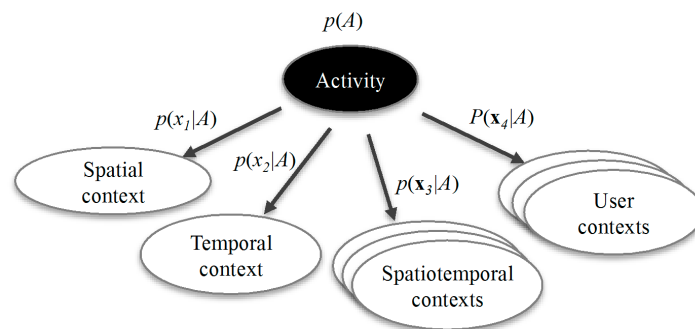 p(A)
Activity
p(x₁|A)
P(x₄|A)
p(x₂|A)
p(x₃|A)
Spatial
context
User
contexts
Temporal
context
Spatiotemporal
contexts